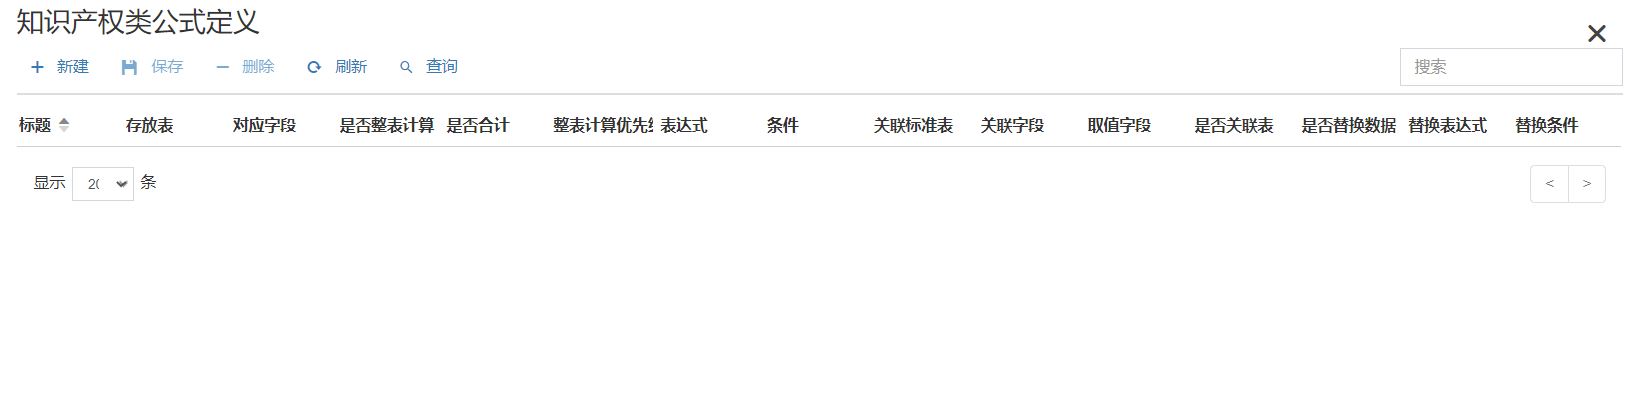 知识产权类公式定义
新建 保存 删除 刷新 查询 搜索
标题 存放表 对应字段 是否整表计算 是否合计 整表计算优先 表达式 条件 关联标准表 关联字段 取值字段 是否关联表 是否替换数据 替换表达式 替换条件
显示 20 条 < >